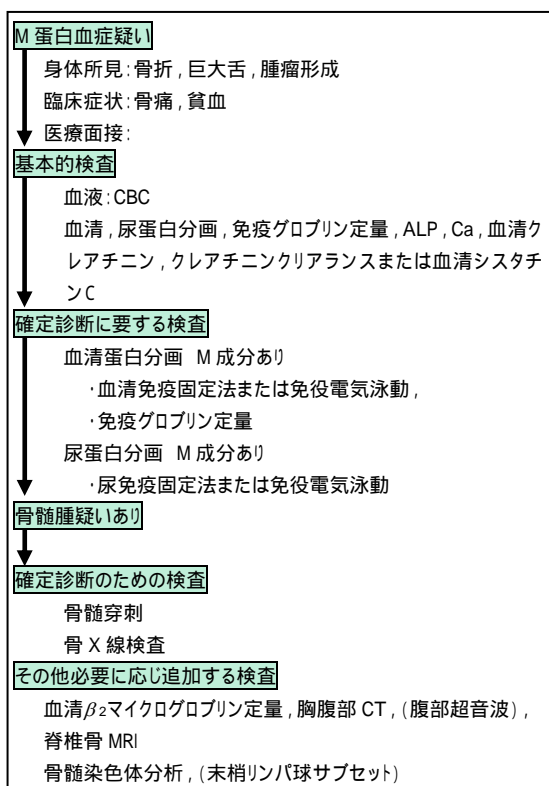 M 蛋白血症疑い
身体所見:骨折,巨大舌,腫瘤形成
臨床症状:骨痛,貧血
医療面接:
基本的検査
血液:CBC
血清,尿蛋白分画,免疫グロブリン定量,ALP,Ca,血清ク
レアチニン,クレアチニンクリアランスまたは血清シスタチ
ンC
確定診断に要する検査
血清蛋白分画 M 成分あり
・血清免疫固定法または免役電気泳動,
・免疫グロブリン定量
尿蛋白分画 M 成分あり
・尿免疫固定法または免役電気泳動
骨髄腫疑いあり
確定診断のための検査
骨髄穿刺
骨 X 線検査
その他必要に応じ追加する検査
血清β2マイクログロブリン定量,胸腹部 CT,(腹部超音波),
脊椎骨 MRI
骨髄染色体分析,(末梢リンパ球サブセット)